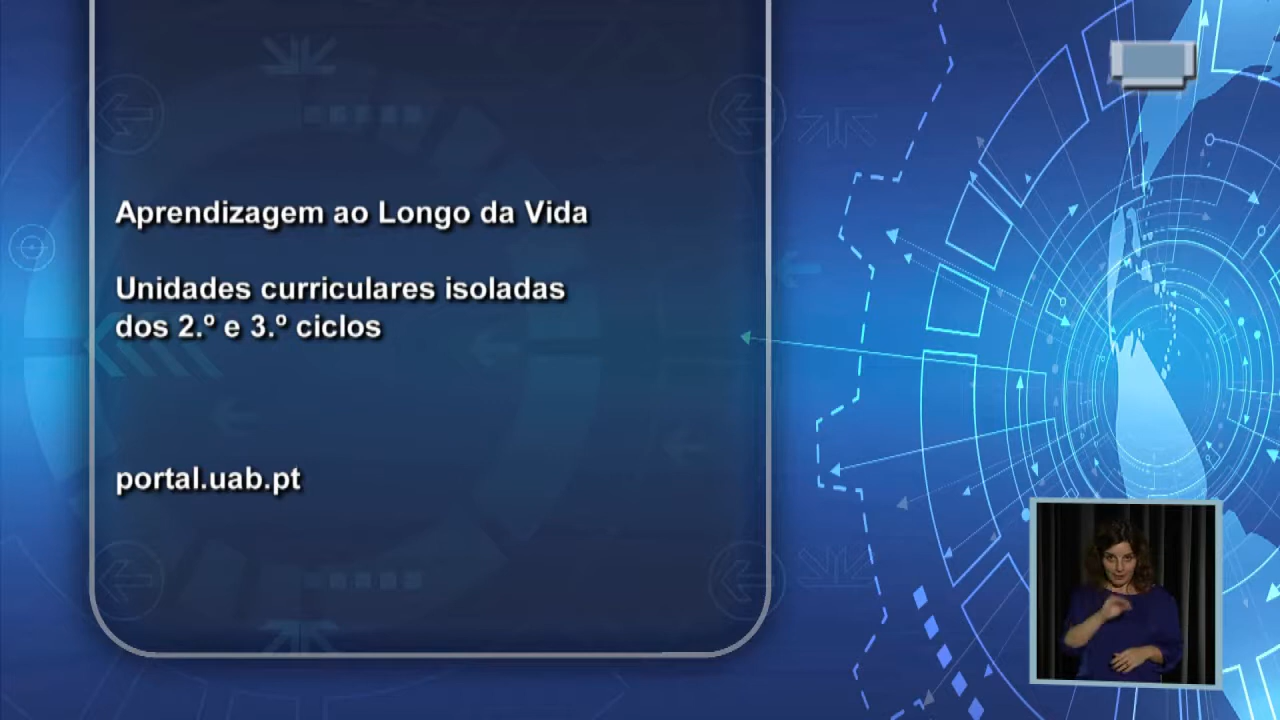 Aprendizagem ao Longo da Vida
Unidades curriculares isoladas
dos 2.º e 3.º ciclos
portal.uab.pt